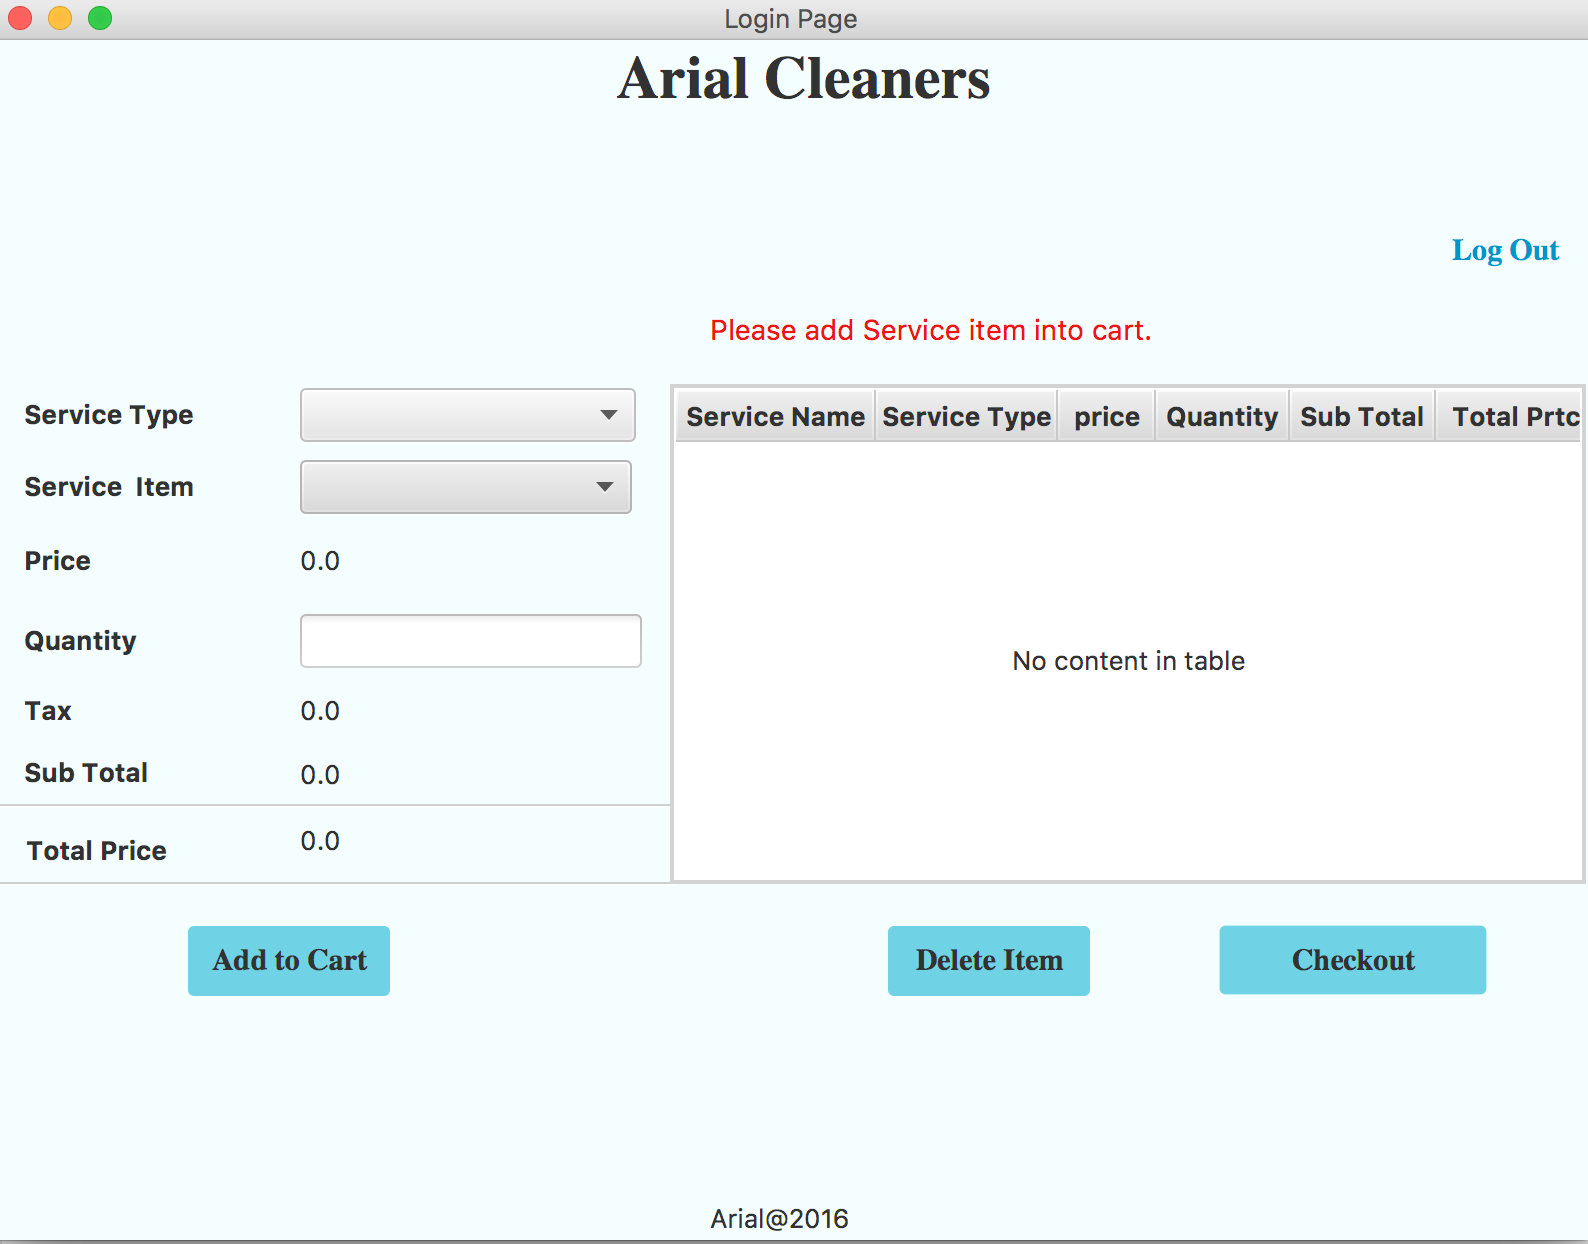 Login Page
Arial Cleaners
Log Out
Please add Service item into cart.
Service Type
Service Item
Price 0.0
Quantity
Tax 0.0
Sub Total 0.0
Total Price 0.0
Service Name Service Type price Quantity Sub Total Total Prtc
No content in table
Add to Cart Delete Item Checkout
Arial@2016